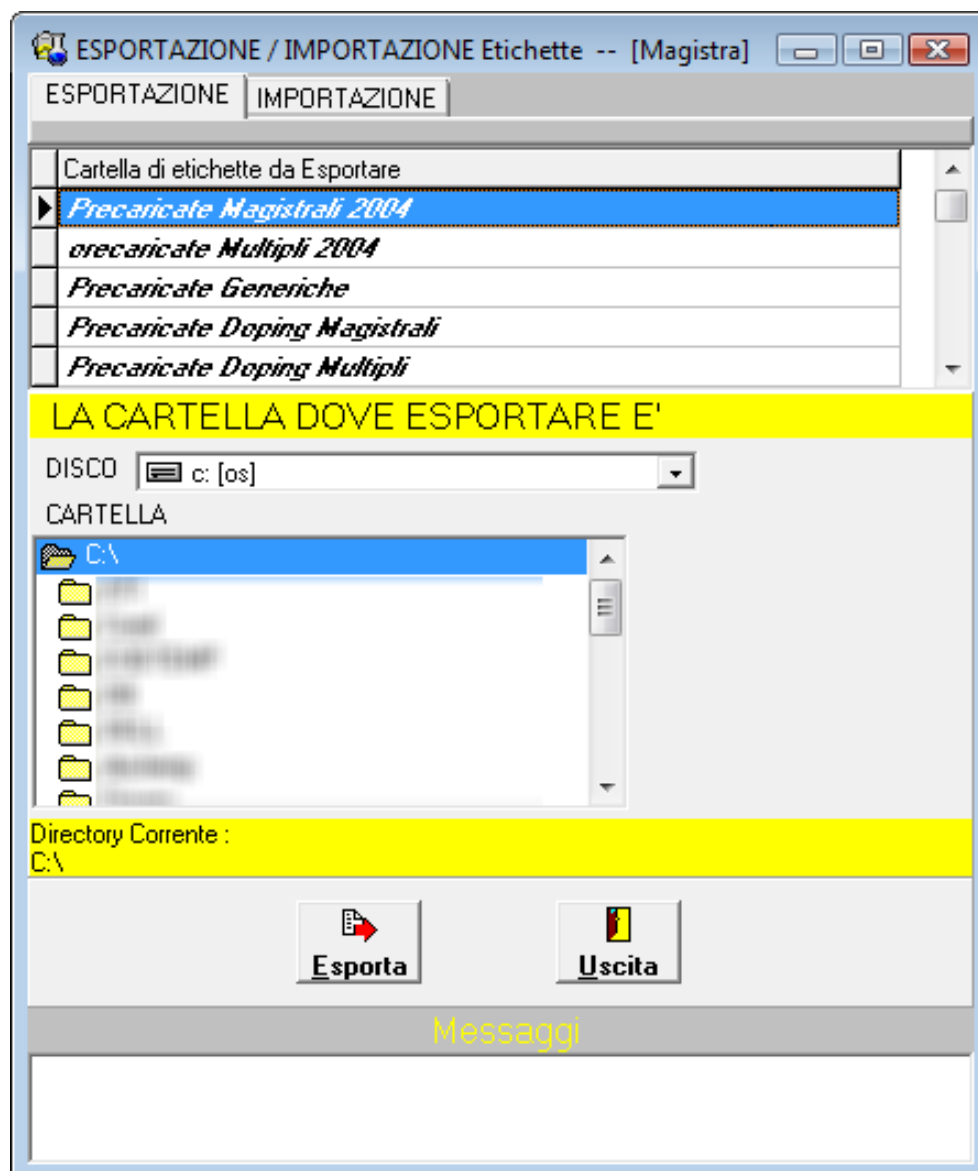 ESPORTAZIONE / IMPORTAZIONE Etichette -- [Magistra]
ESPORTAZIONE IMPORTAZIONE
Cartella di etichette da Esportare
Precaricate Magistrali 2004
orecaricate Multipli 2004
Precaricate Generiche
Precaricate Doping Magistrali
Precaricate Doping Multipli
LA CARTELLA DOVE ESPORTARE E'
DISCO c: [os]
CARTELLA
C:\
Directory Corrente :
C:\
Esporta Uscita
Messaggi